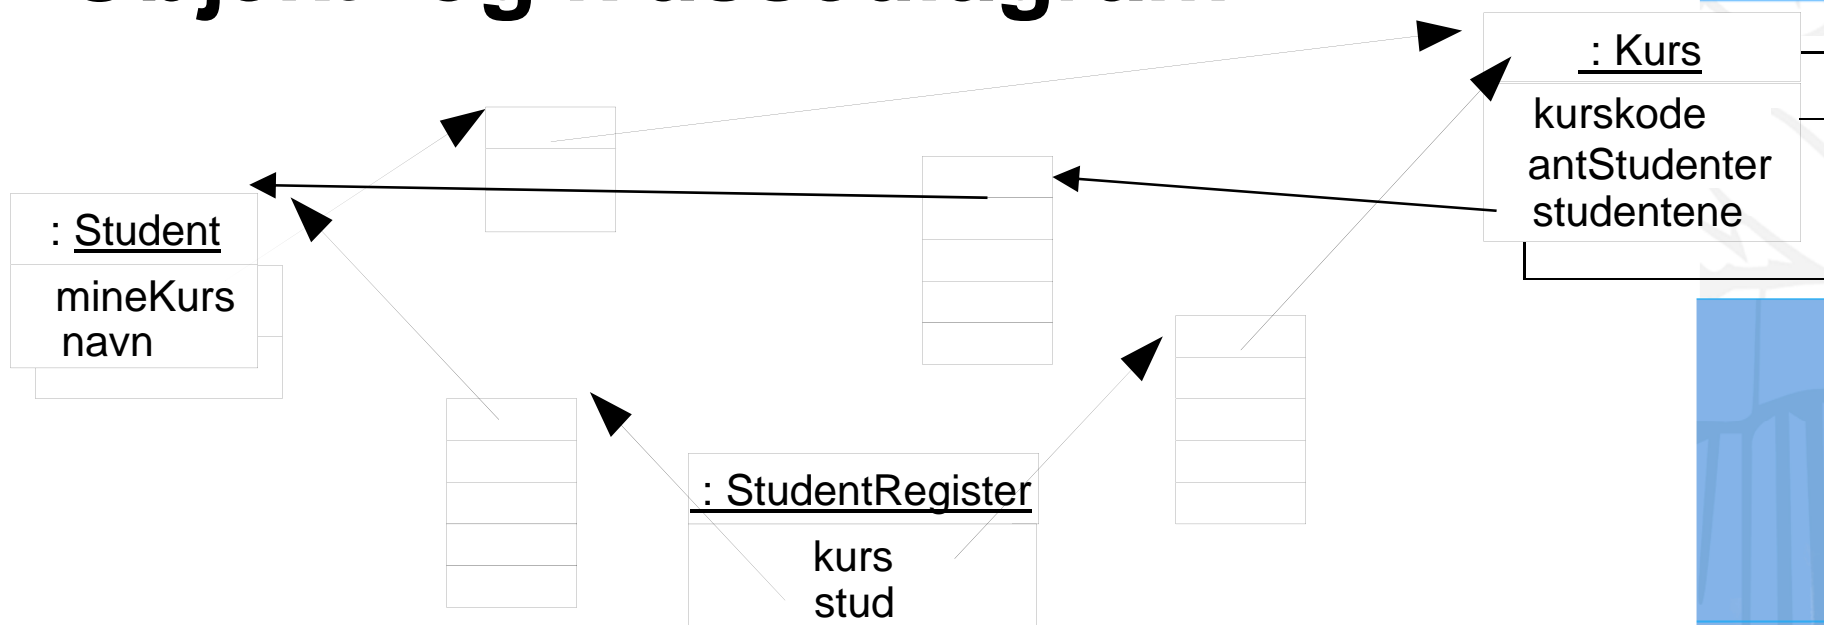 : Kurs
kurskode
antStudenter
studentene
: Student
mineKurs
navn
: StudentRegister
kurs
stud